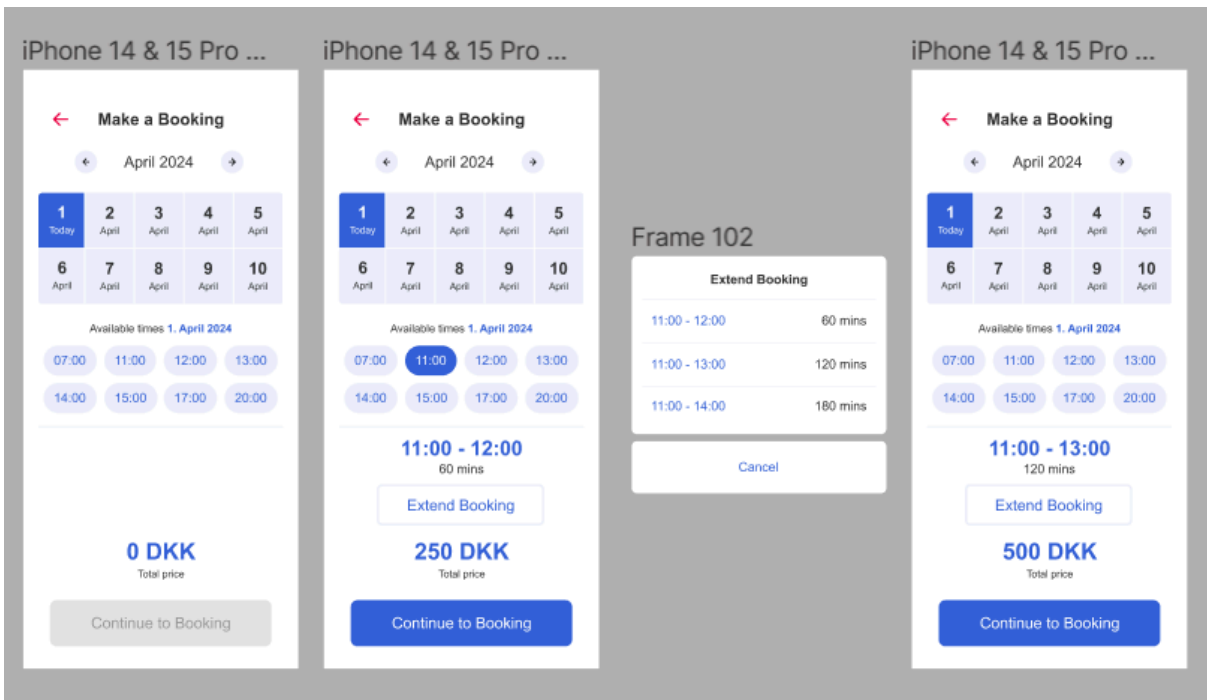 iPhone 14 & 15 Pro ...
Make a Booking
April 2024
1 2 3 4 5
Today April April April April
6 7 8 9 10
April April April April April
Available times 1. April 2024
07:00 11:00 12:00 13:00
14:00 15:00 17:00 20:00
0 DKK
Total price
Continue to Booking
iPhone 14 & 15 Pro ...
Make a Booking
April 2024
1 2 3 4 5
Today April April April April
6 7 8 9 10
April April April April April
Available times 1. April 2024
07:00 11:00 12:00 13:00
14:00 15:00 17:00 20:00
11:00 - 12:00
60 mins
Extend Booking
250 DKK
Total price
Continue to Booking
Frame 102
Extend Booking
11:00 - 12:00 60 mins
11:00 - 13:00 120 mins
11:00 - 14:00 180 mins
Cancel
iPhone 14 & 15 Pro ...
Make a Booking
April 2024
1 2 3 4 5
Today April April April April
6 7 8 9 10
April April April April April
Available times 1. April 2024
07:00 11:00 12:00 13:00
14:00 15:00 17:00 20:00
11:00 - 13:00
120 mins
Extend Booking
500 DKK
Total price
Continue to Booking